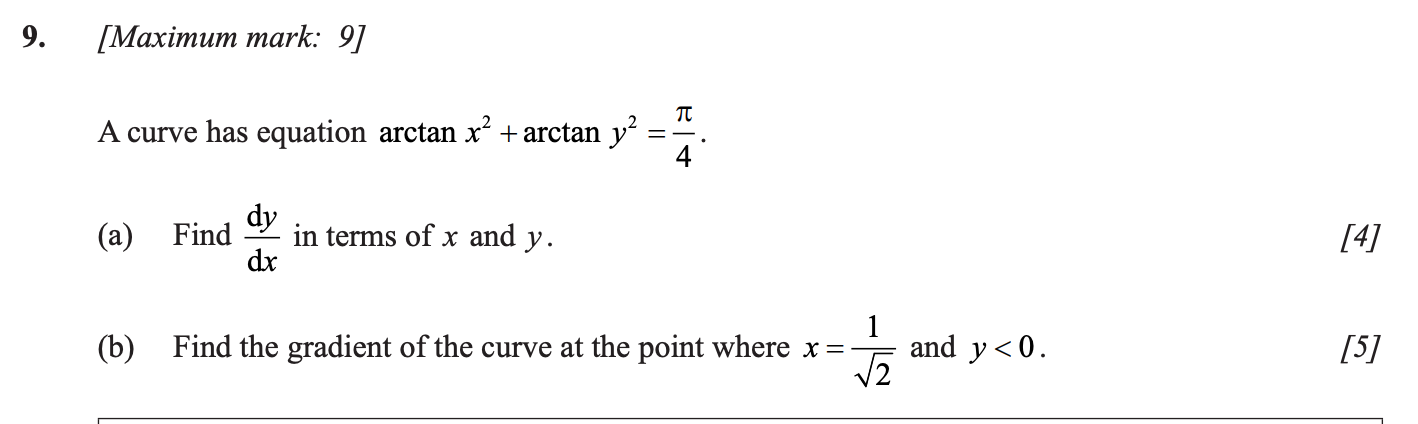 9. [Maximum mark: 9]
A curve has equation arctan x² + arctan y² = π/4.
(a) Find dy/dx in terms of x and y. [4]
(b) Find the gradient of the curve at the point where x = 1/√2 and y < 0. [5]